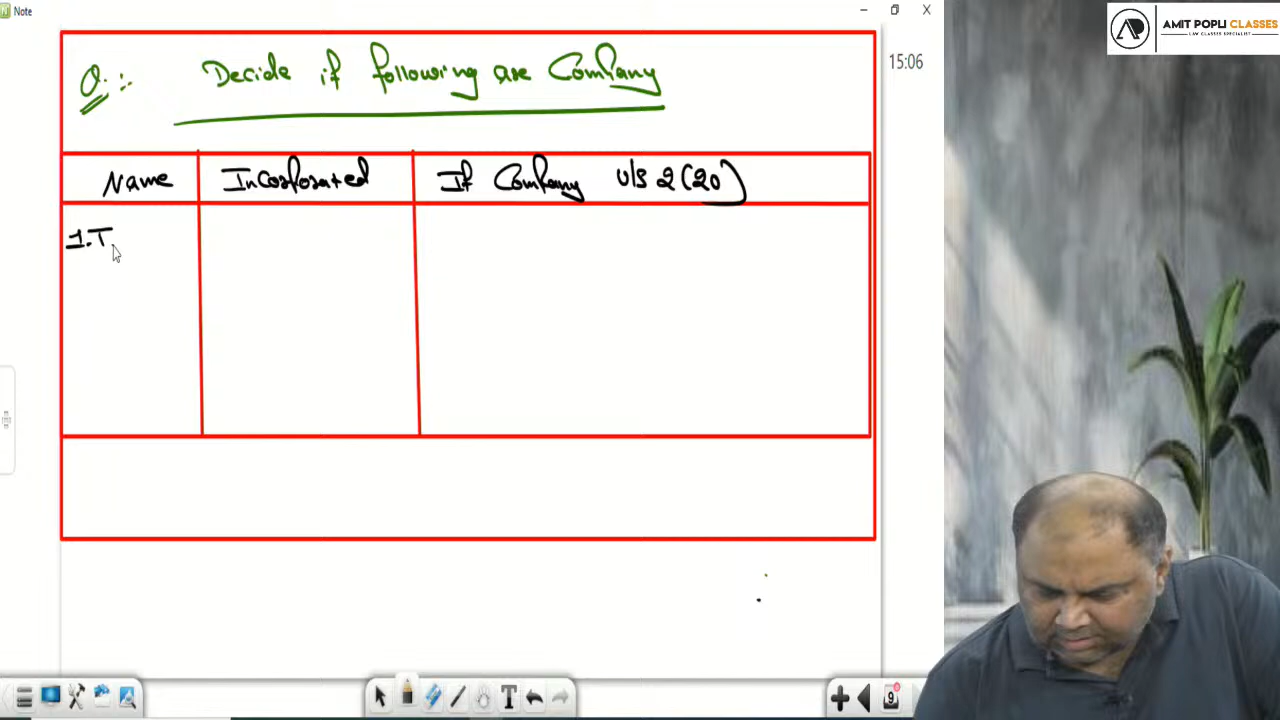 Note
AMIT POPLI CLASSES
LAW CLASSES SPECIALIST
15:06
Q:- Decide if following are Company
Name Incorporated If Company U/S 2(20)
1.T
T
9